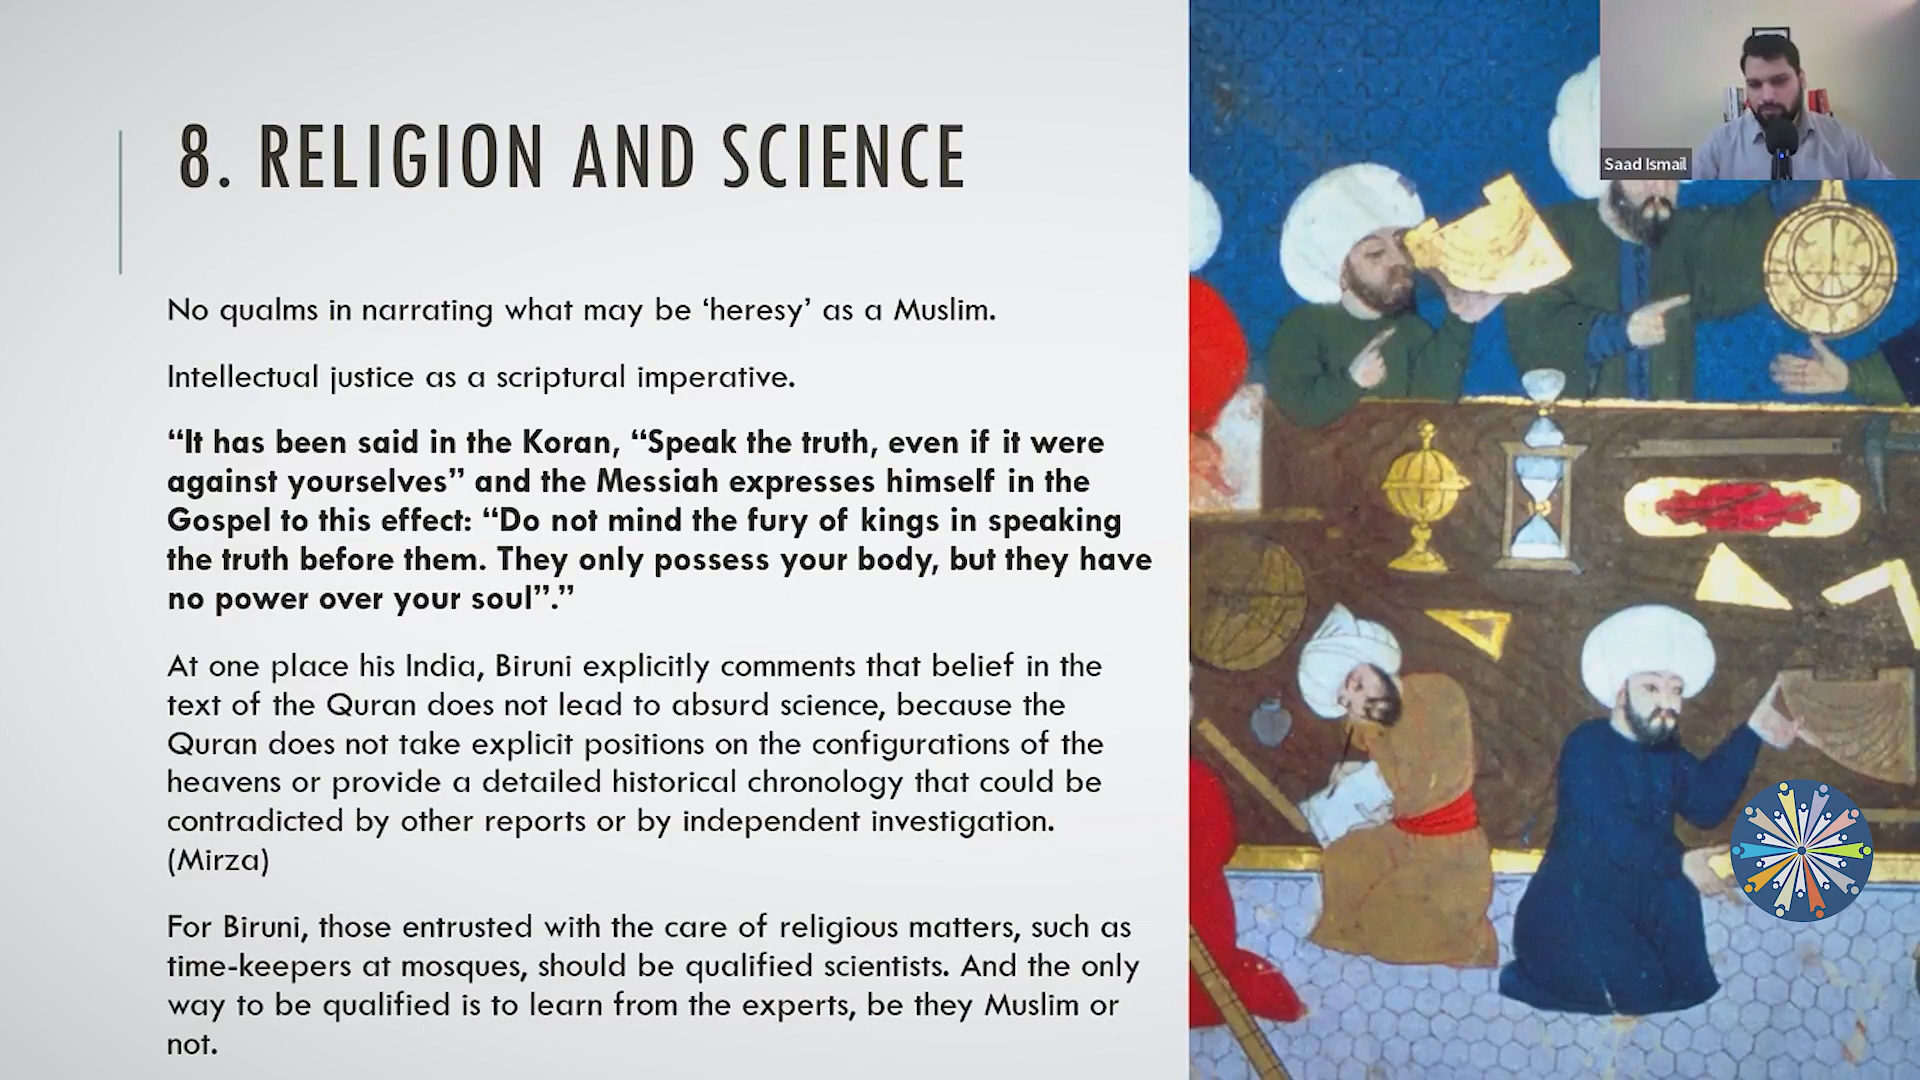 8. RELIGION AND SCIENCE
No qualms in narrating what may be ‘heresy’ as a Muslim.
Intellectual justice as a scriptural imperative.
“It has been said in the Koran, “Speak the truth, even if it were
against yourselves” and the Messiah expresses himself in the
Gospel to this effect: “Do not mind the fury of kings in speaking
the truth before them. They only possess your body, but they have
no power over your soul”.”
At one place his India, Biruni explicitly comments that belief in the
text of the Quran does not lead to absurd science, because the
Quran does not take explicit positions on the configurations of the
heavens or provide a detailed historical chronology that could be
contradicted by other reports or by independent investigation.
(Mirza)
For Biruni, those entrusted with the care of religious matters, such as
time-keepers at mosques, should be qualified scientists. And the only
way to be qualified is to learn from the experts, be they Muslim or
not.
Saad Ismail